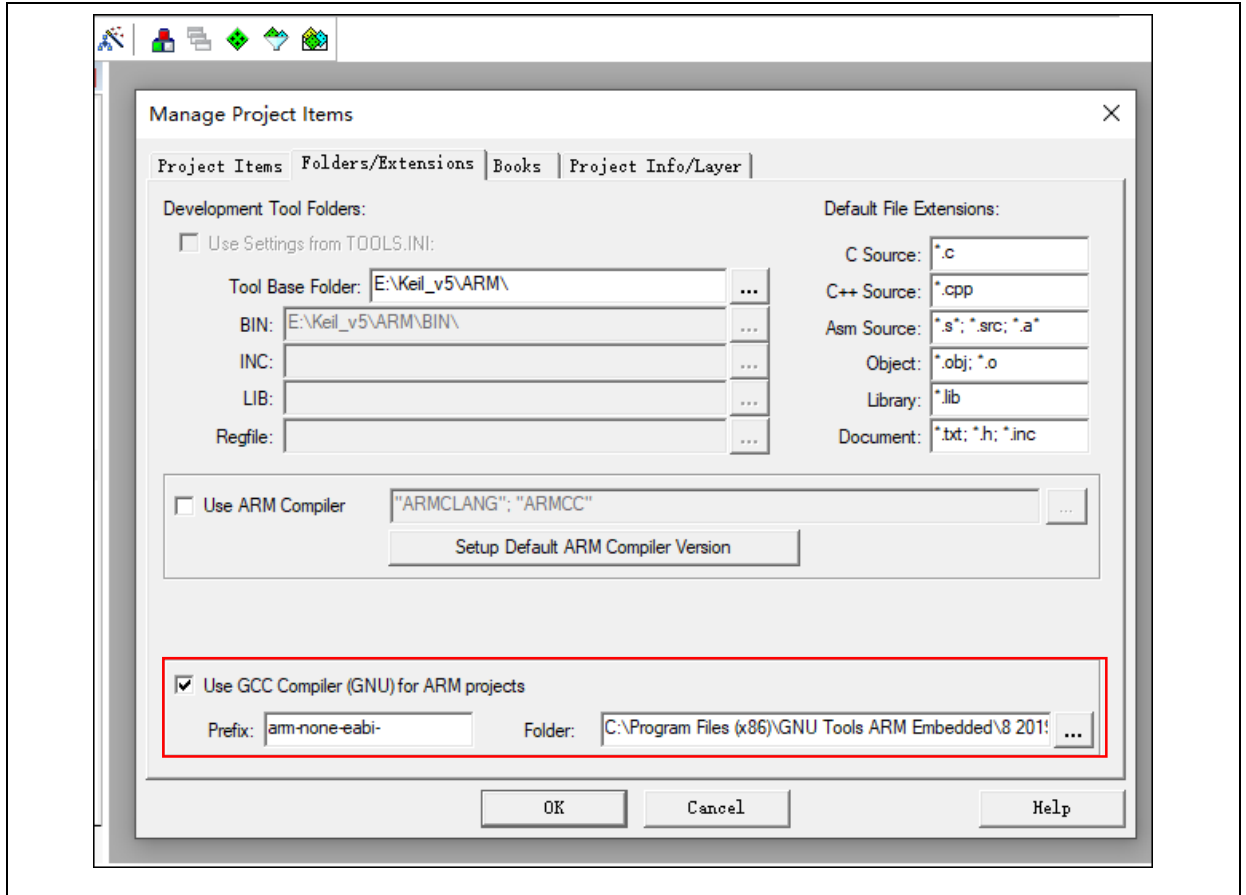 Manage Project Items
Project Items Folders/Extensions Books Project Info/Layer
Development Tool Folders:
Use Settings from TOOLS.INI:
Tool Base Folder: E:\Keil_v5\ARM\ ...
BIN: E:\Keil_v5\ARM\BIN\ ...
INC: ...
LIB: ...
Regfile: ...
Default File Extensions:
C Source: *.c
C++ Source: *.cpp
Asm Source: *.s*; *.src; *.a*
Object: *.obj; *.o
Library: *.lib
Document: *.txt; *.h; *.inc
Use ARM Compiler "ARMCLANG"; "ARMCC" ...
Setup Default ARM Compiler Version
Use GCC Compiler (GNU) for ARM projects
Prefix: arm-none-eabi- Folder: C:\Program Files (x86)\GNU Tools ARM Embedded\8 201 ...
OK Cancel Help